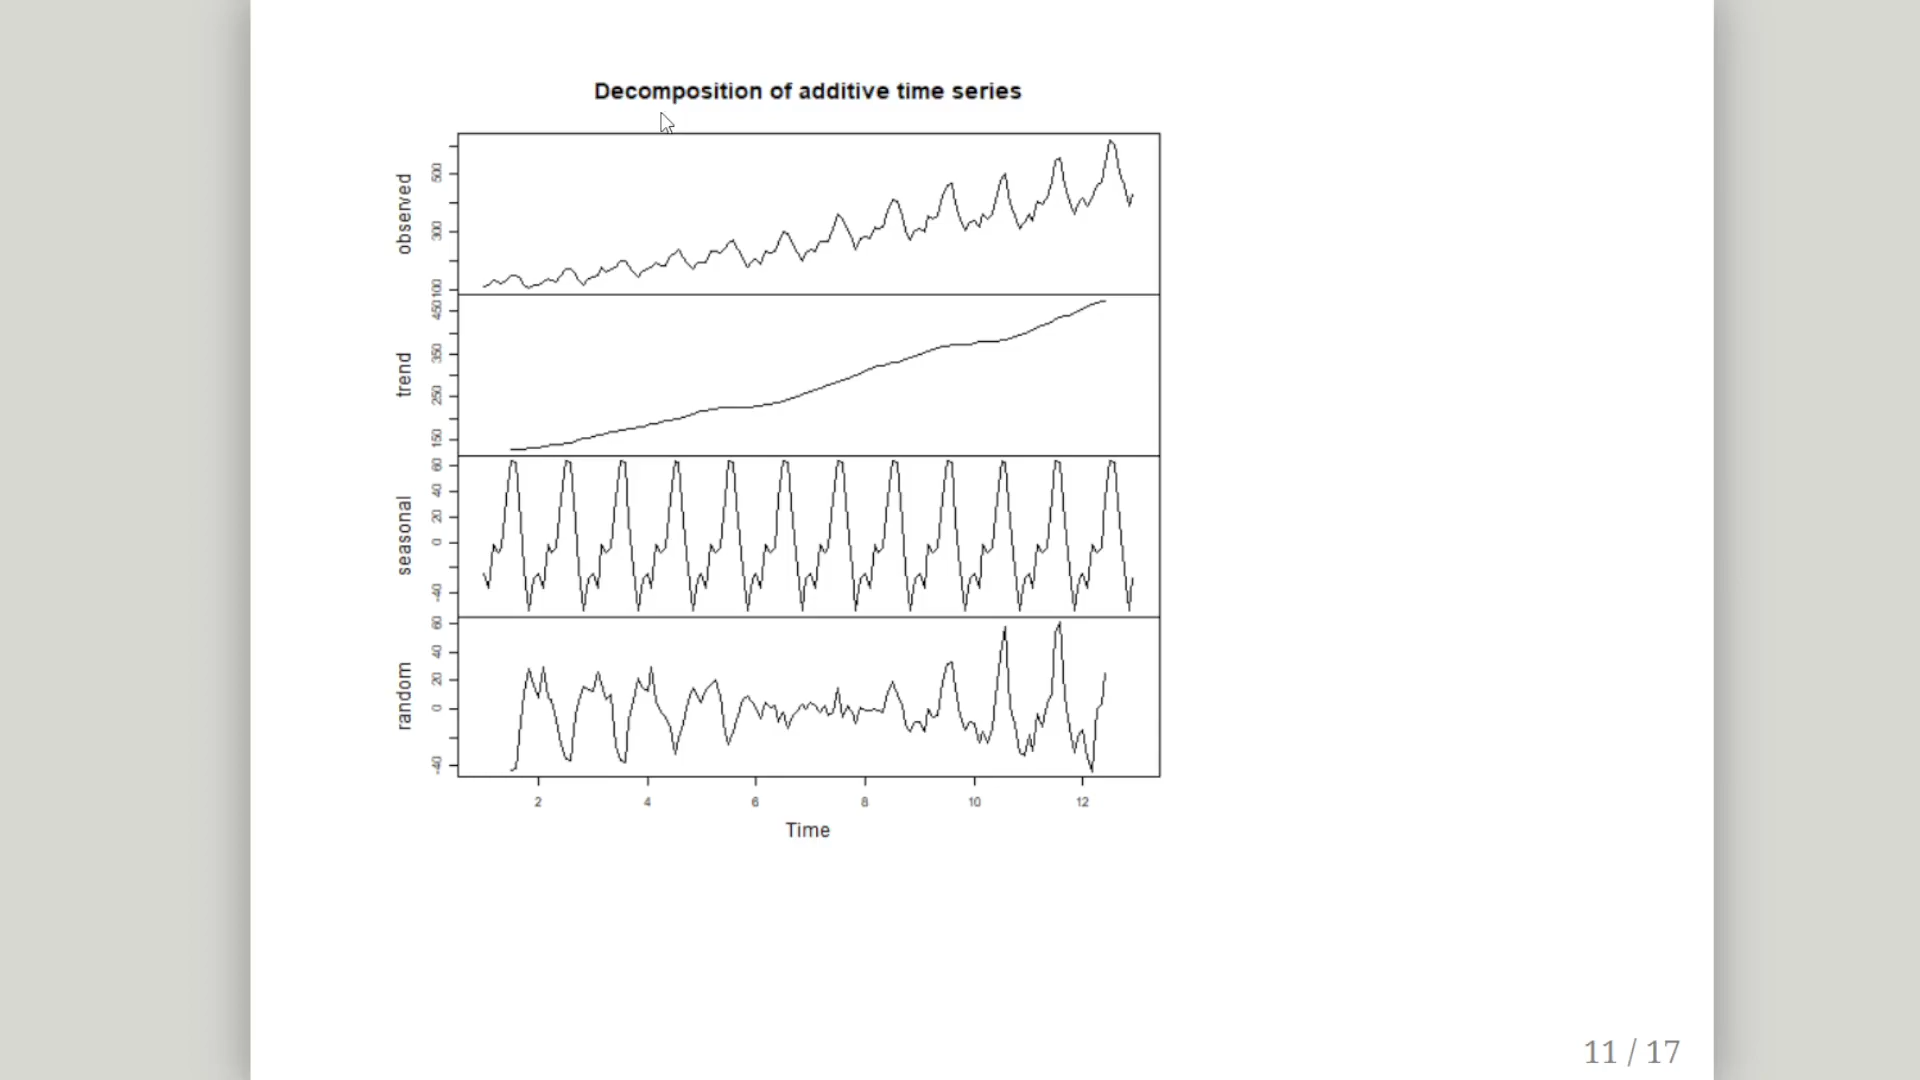 Decomposition of additive time series
observed
100 300 500
trend
150 250 350 450
seasonal
-40 0 20 40 60
random
-40 0 20 40 60
2 4 6 8 10 12
Time
11 / 17